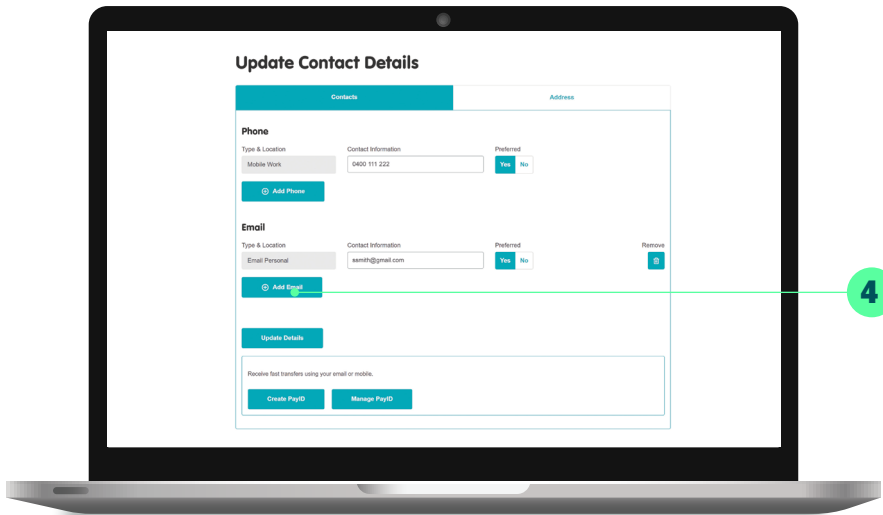 Update Contact Details
Contacts Address
Phone
Type & Location Contact Information Preferred
Mobile Work 0400 111 222 Yes No
Add Phone
Email
Type & Location Contact Information Preferred Remove
Email Personal ssmith@gmail.com Yes No
Add Email
4
Update Details
Receive fast transfers using your email or mobile.
Create PayID Manage PayID